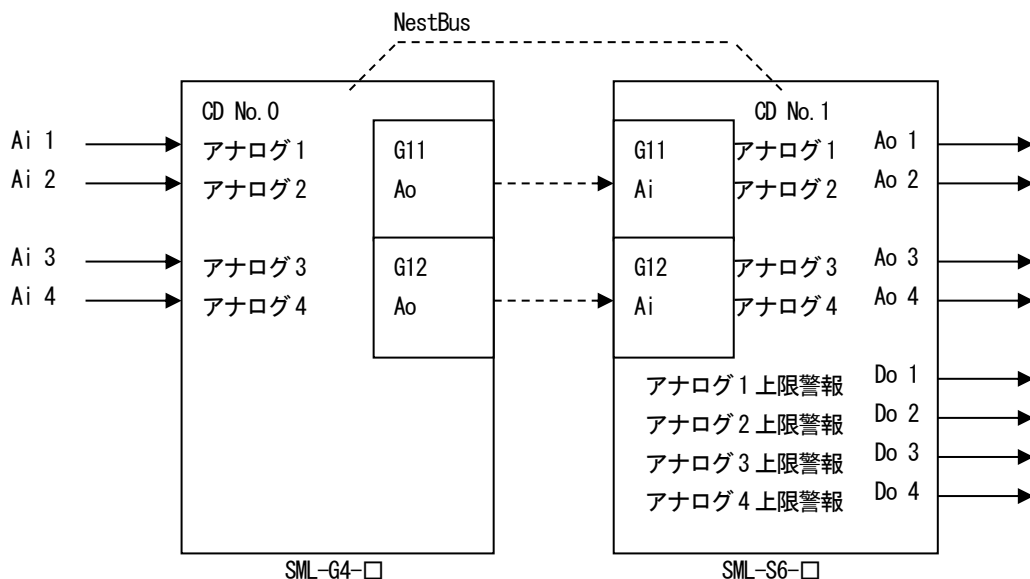 NestBus
CD No.0
Ai 1
アナログ1
Ai 2
アナログ2
Ai 3
アナログ3
Ai 4
アナログ4
G11
Ao
G12
Ao
SML-G4-□
CD No.1
G11
Ai
G12
Ai
アナログ1
Ao 1
アナログ2
Ao 2
アナログ3
Ao 3
アナログ4
Ao 4
アナログ1上限警報
Do 1
アナログ2上限警報
Do 2
アナログ3上限警報
Do 3
アナログ4上限警報
Do 4
SML-S6-□